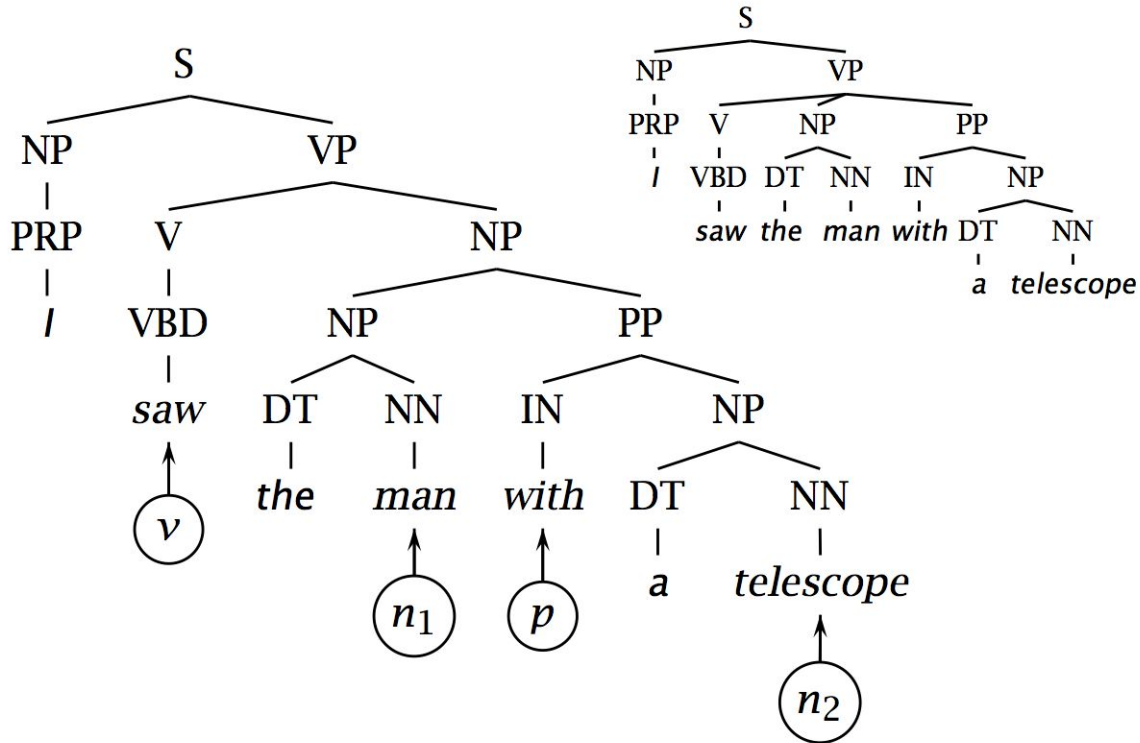 S
NP VP
PRP V NP
I VBD NP PP
saw DT NN IN NP
v the man with DT NN
n1 p a telescope
n2
S
NP VP
PRP V NP PP
I VBD DT NN IN NP
saw the man with DT NN
a telescope